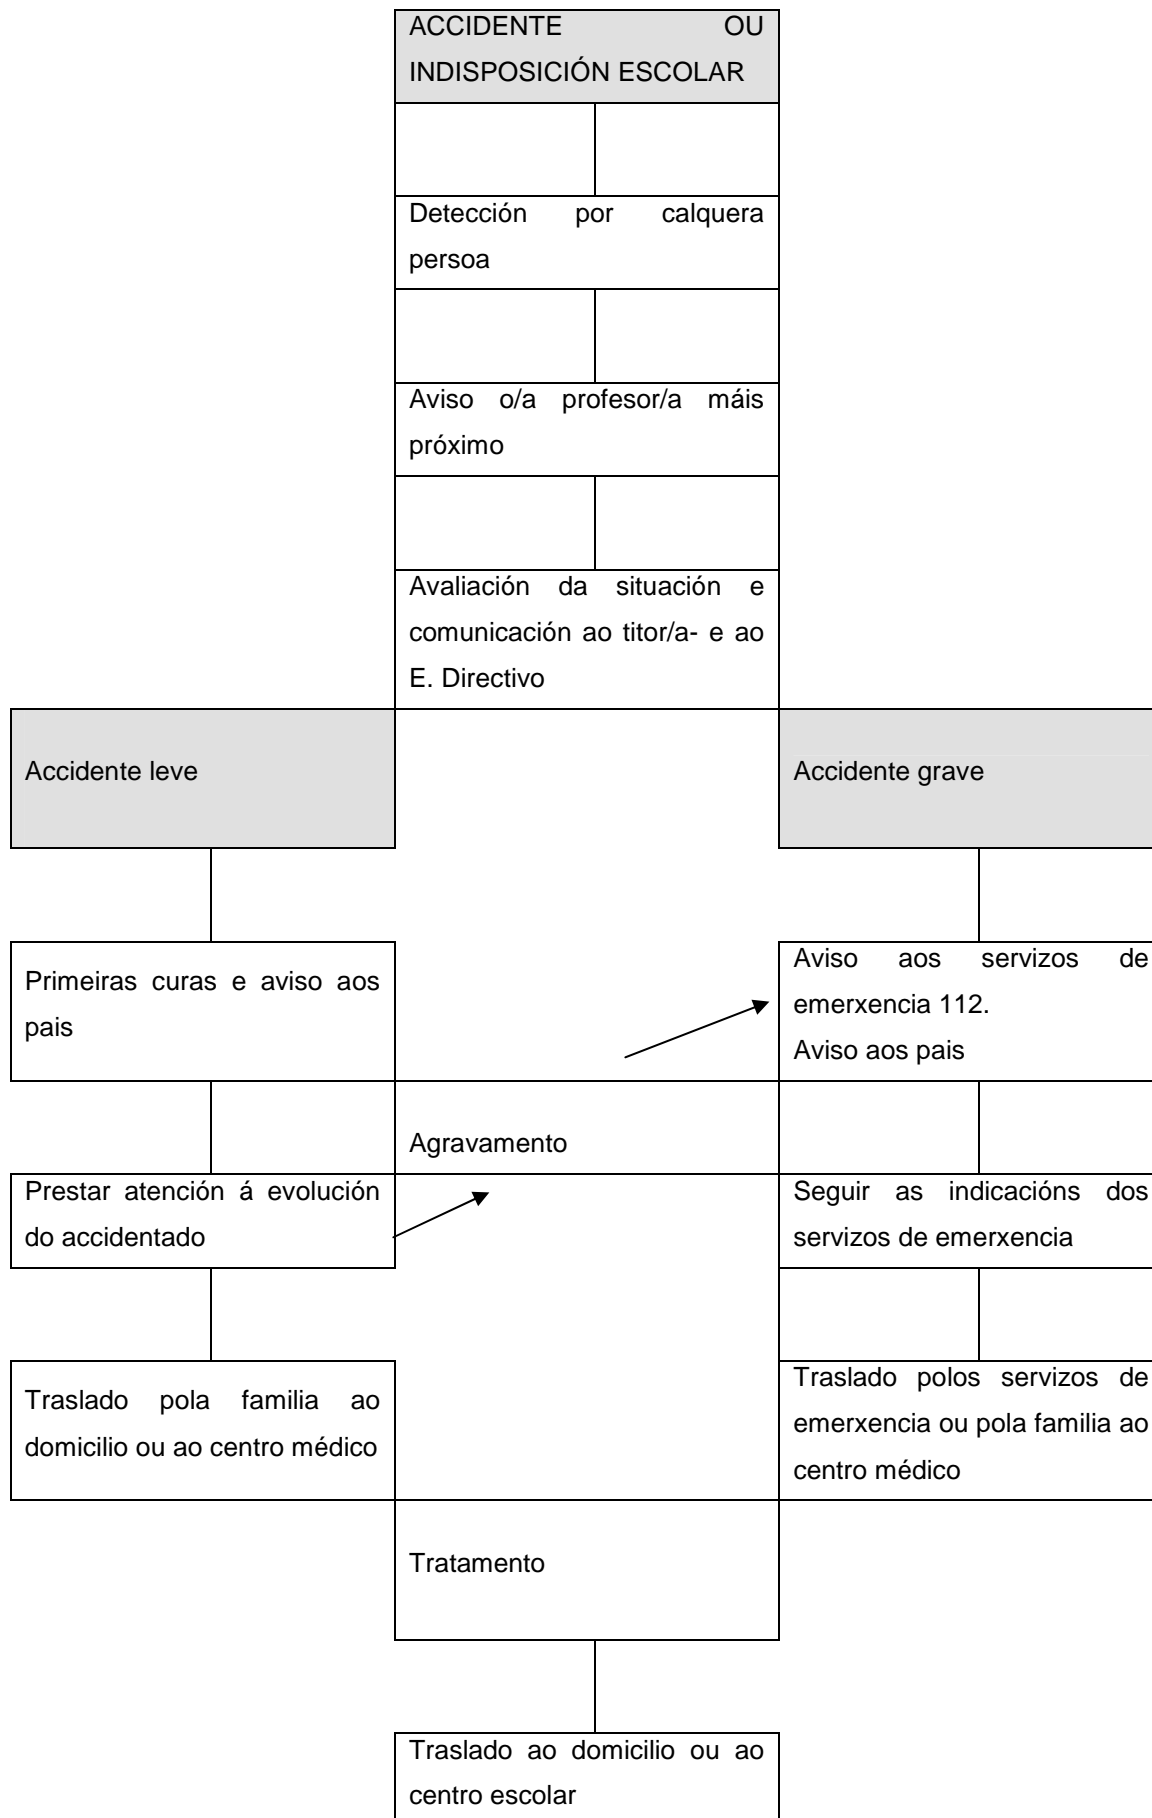 ACCIDENTE OU
INDISPOSICIÓN ESCOLAR
Detección por calquera
persoa
Aviso o/a profesor/a máis
próximo
Avaliación da situación e
comunicación ao titor/a- e ao
E. Directivo
Accidente leve
Accidente grave
Primeiras curas e aviso aos
pais
Aviso aos servizos de
emerxencia 112.
Aviso aos pais
Agravamento
Prestar atención á evolución
do accidentado
Seguir as indicacións dos
servizos de emerxencia
Traslado pola familia ao
domicilio ou ao centro médico
Traslado polos servizos de
emerxencia ou pola familia ao
centro médico
Tratamento
Traslado ao domicilio ou ao
centro escolar